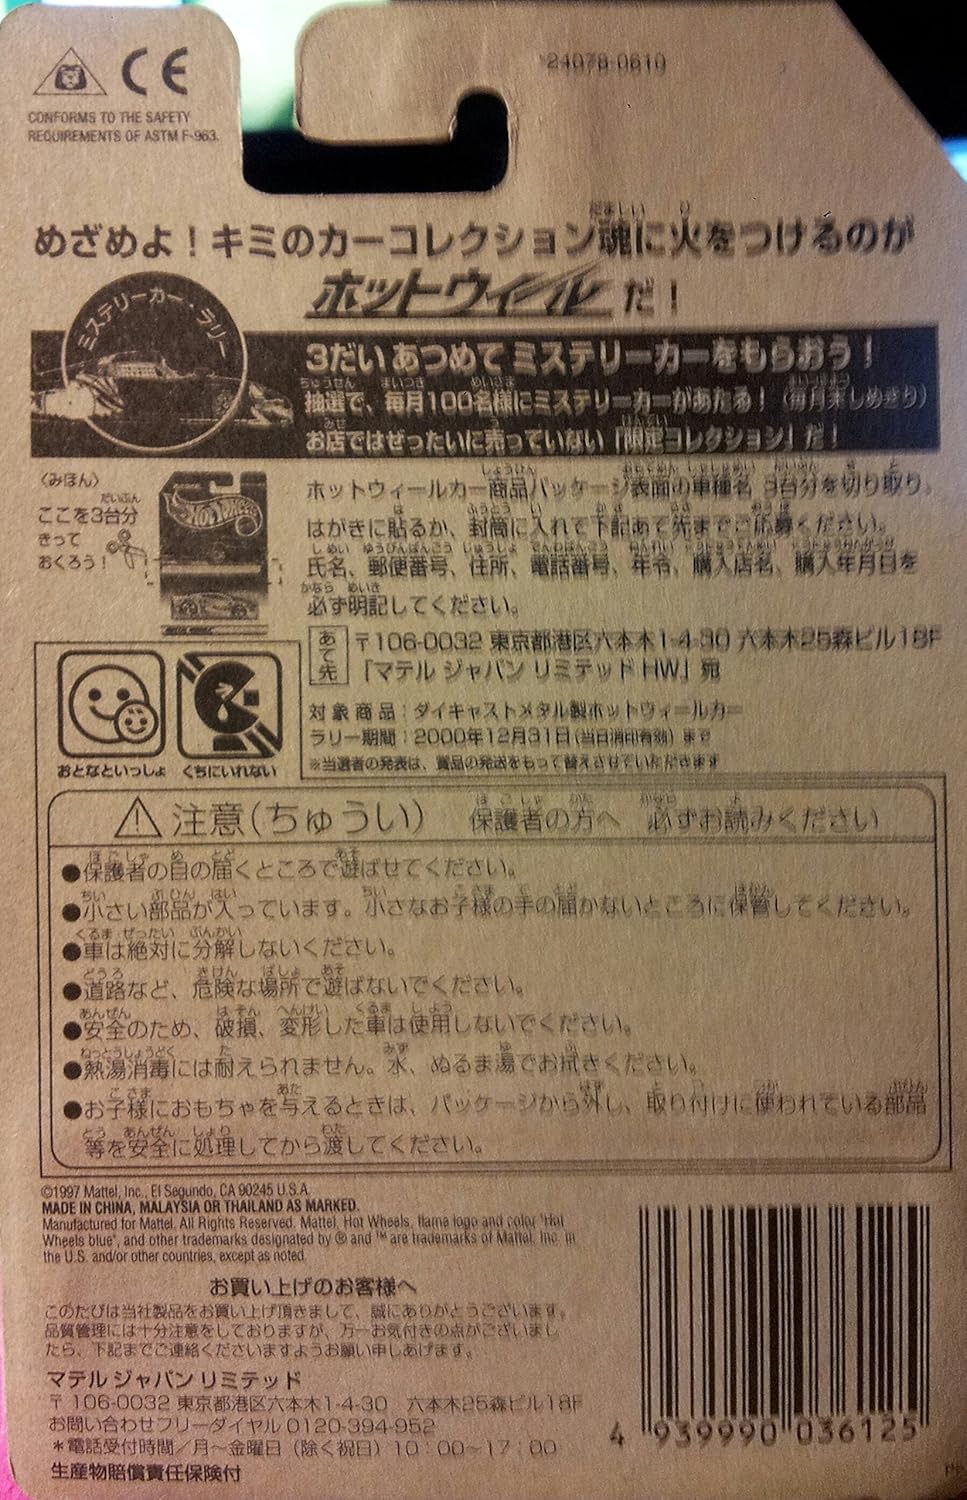 CE
24078-0610
CONFORMS TO THE SAFETY
REQUIREMENTS OF ASTM F-963.
めざめよ！キミのカーコレクション魂に火をつけるのが
ホットウィールだ！
ミステリーカー・ラリー
3だいあつめてミステリーカーをもらおう！
抽選で、毎月100名様にミステリーカーがあたる！（毎月末しめきり）
お店ではぜったいに売っていない「限定コレクション」だ！
〈みほん〉
ここを3台分
きって
おくろう！
HOT WHEELS
ホットウィールカー商品パッケージ表面の車種名 3台分を切り取り、
はがきに貼るか、封筒に入れて下記あて先までご応募ください。
氏名、郵便番号、住所、電話番号、年令、購入店名、購入年月日を
必ず明記してください。
あて先 〒106-0032 東京都港区六本木1-4-30 六本木25森ビル18F
「マテル ジャパン リミテッド HW」宛
対象商品：ダイキャストメタル製ホットウィールカー
ラリー期間：2000年12月31日（当日消印有効）まで
※当選者の発表は、賞品の発送をもって替えさせていただきます
おとなといっしょ くちにいれない
注意（ちゅうい） 保護者の方へ 必ずお読みください
●保護者の目の届くところで遊ばせてください。
●小さい部品が入っています。小さなお子様の手の届かないところに保管してください。
●車は絶対に分解しないください。
●道路など、危険な場所で遊ばないでください。
●安全のため、破損、変形した車は使用しないでください。
●熱湯消毒には耐えられません。水、ぬるま湯でお拭きください。
●お子様におもちゃを与えるときは、パッケージから外し、取り付けに使われている部品
等を安全に処理してから渡してください。
©1997 Mattel, Inc., El Segundo, CA 90245 U.S.A.
MADE IN CHINA, MALAYSIA OR THAILAND AS MARKED.
Manufactured for Mattel. All Rights Reserved. Mattel, Hot Wheels, flame logo and color "Hot
Wheels blue", and other trademarks designated by ® and ™ are trademarks of Mattel, Inc. in
the U.S. and/or other countries, except as noted.
お買い上げのお客様へ
このたびは当社製品をお買い上げ頂きまして、誠にありがとうございます。
品質管理には十分注意をしておりますが、万一お気付きの点がございまし
たら、下記までご連絡くださいますようお願い申しあげます。
マテル ジャパン リミテッド
〒106-0032 東京都港区六本木1-4-30 六本木25森ビル18F
お問い合わせフリーダイヤル 0120-394-952
＊電話受付時間／月～金曜日（除く祝日）10：00～17：00
生産物賠償責任保険付
4 939990 036125